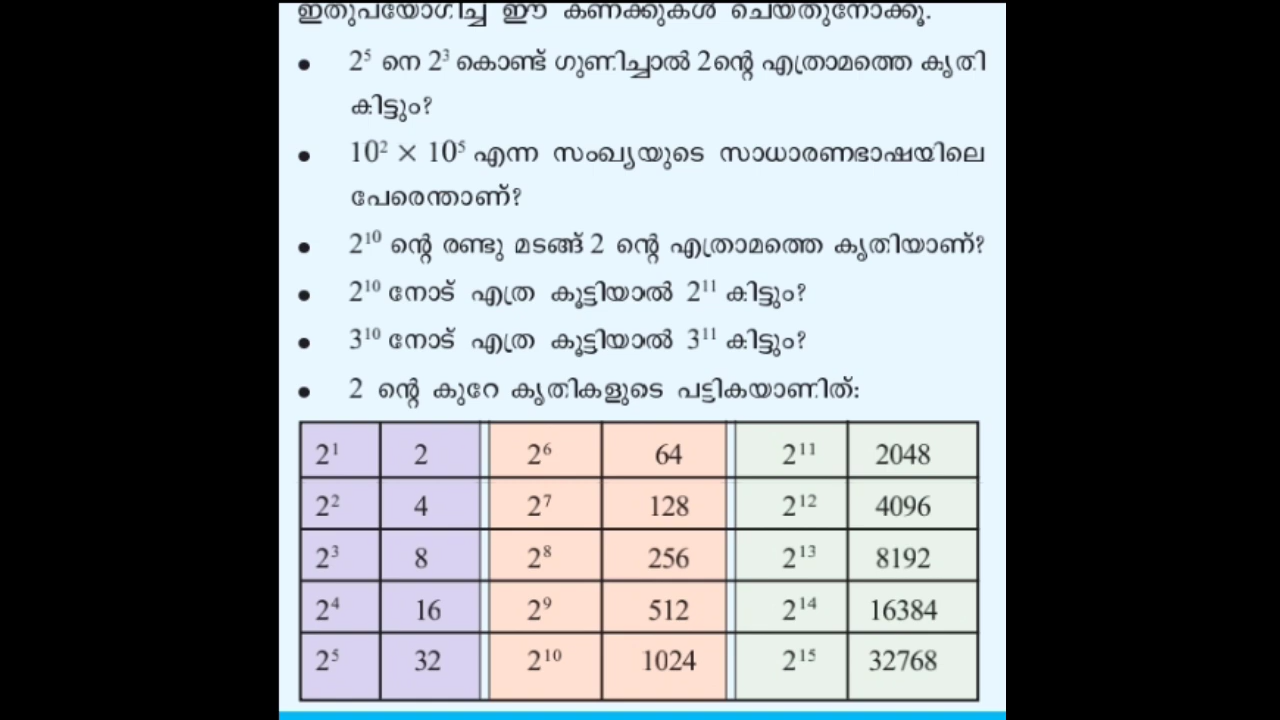 ഇതുപയോഗിച്ച് ഈ കണക്കുകൾ ചെയ്തുനോക്കൂ.
• 2⁵ നെ 2³ കൊണ്ട് ഗുണിച്ചാൽ 2ന്റെ എത്രാമത്തെ കൃതി
കിട്ടും?
• 10² × 10⁵ എന്ന സംഖ്യയുടെ സാധാരണഭാഷയിലെ
പേരെന്താണ്?
• 2¹⁰ ന്റെ രണ്ടു മടങ്ങ് 2 ന്റെ എത്രാമത്തെ കൃതിയാണ്?
• 2¹⁰ നോട് എത്ര കൂട്ടിയാൽ 2¹¹ കിട്ടും?
• 3¹⁰ നോട് എത്ര കൂട്ടിയാൽ 3¹¹ കിട്ടും?
• 2 ന്റെ കുറേ കൃതികളുടെ പട്ടികയാണിത്:
2¹ 2 2⁶ 64 2¹¹ 2048
2² 4 2⁷ 128 2¹² 4096
2³ 8 2⁸ 256 2¹³ 8192
2⁴ 16 2⁹ 512 2¹⁴ 16384
2⁵ 32 2¹⁰ 1024 2¹⁵ 32768